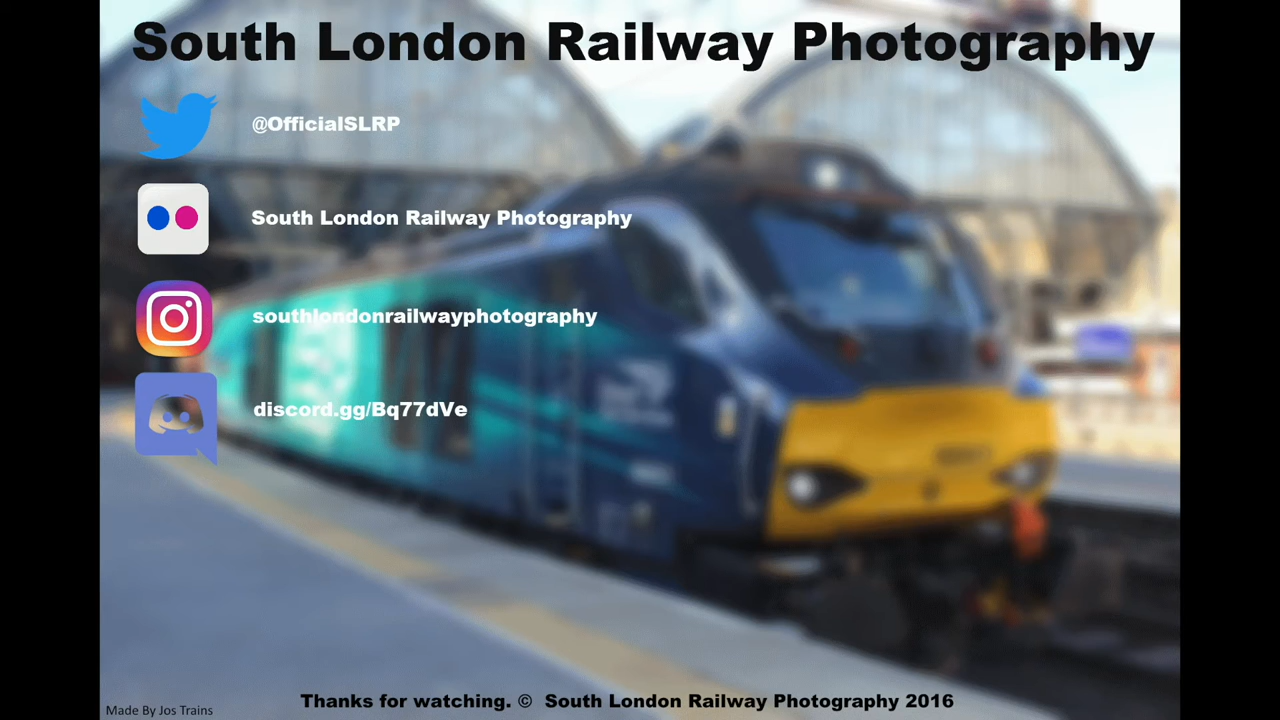 South London Railway Photography
@OfficialSLRP
South London Railway Photography
southlondonrailwayphotography
discord.gg/Bq77dVe
Thanks for watching. © South London Railway Photography 2016
Made By Jos Trains